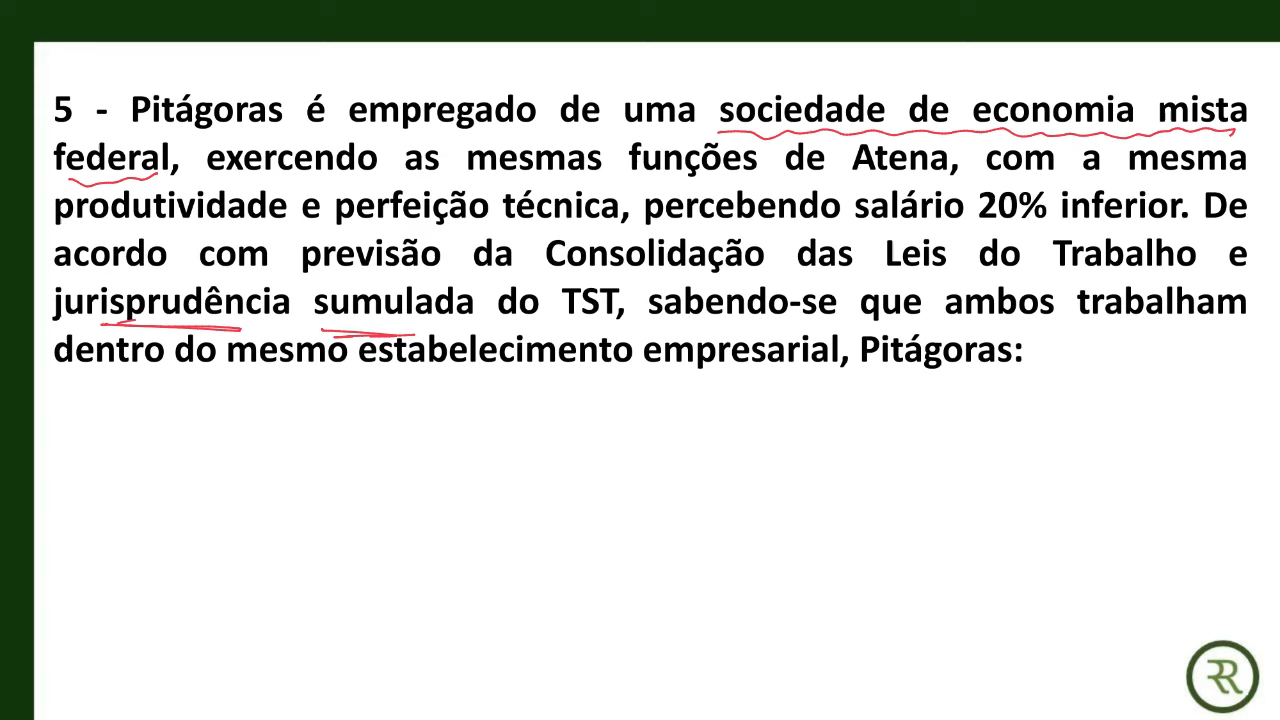 5 - Pitágoras é empregado de uma sociedade de economia mista
federal, exercendo as mesmas funções de Atena, com a mesma
produtividade e perfeição técnica, percebendo salário 20% inferior. De
acordo com previsão da Consolidação das Leis do Trabalho e
jurisprudência sumulada do TST, sabendo-se que ambos trabalham
dentro do mesmo estabelecimento empresarial, Pitágoras: